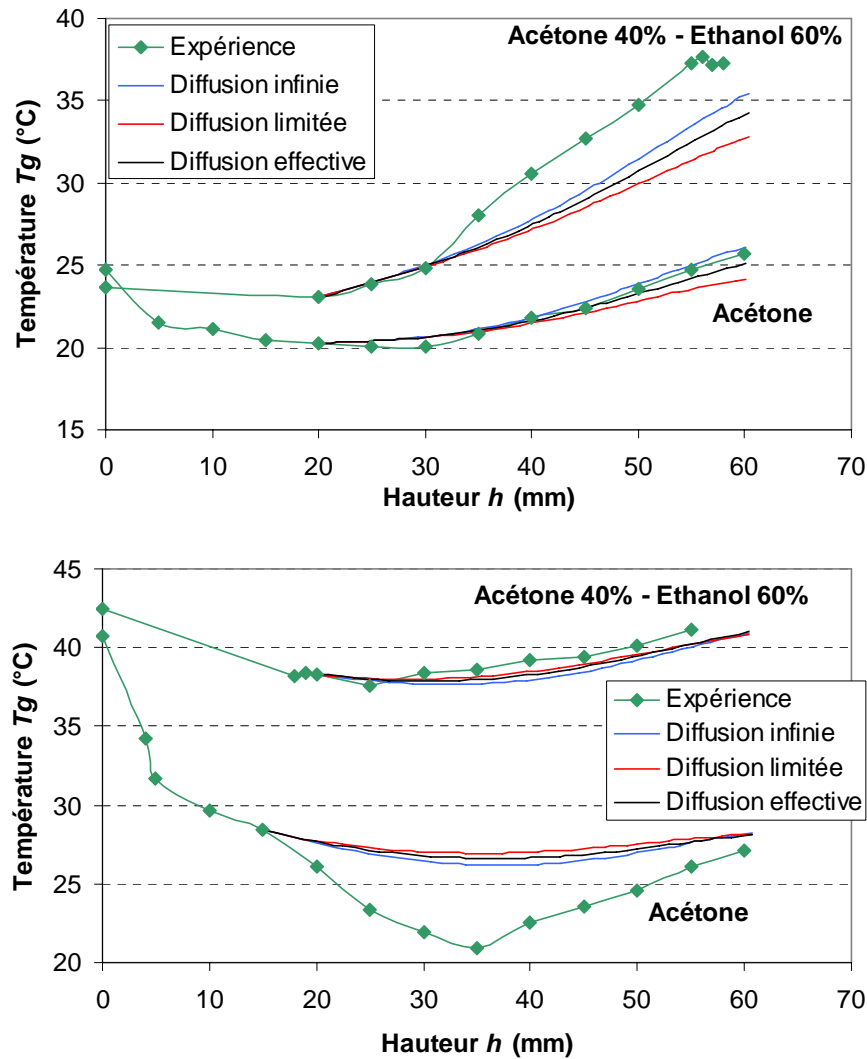 40
35
30
25
20
15
Température Tg (°C)
Acétone 40% - Ethanol 60%
Expérience
Diffusion infinie
Diffusion limitée
Diffusion effective
Acétone
0 10 20 30 40 50 60 70
Hauteur h (mm)
45
40
35
30
25
20
Température Tg (°C)
Acétone 40% - Ethanol 60%
Expérience
Diffusion infinie
Diffusion limitée
Diffusion effective
Acétone
0 10 20 30 40 50 60 70
Hauteur h (mm)